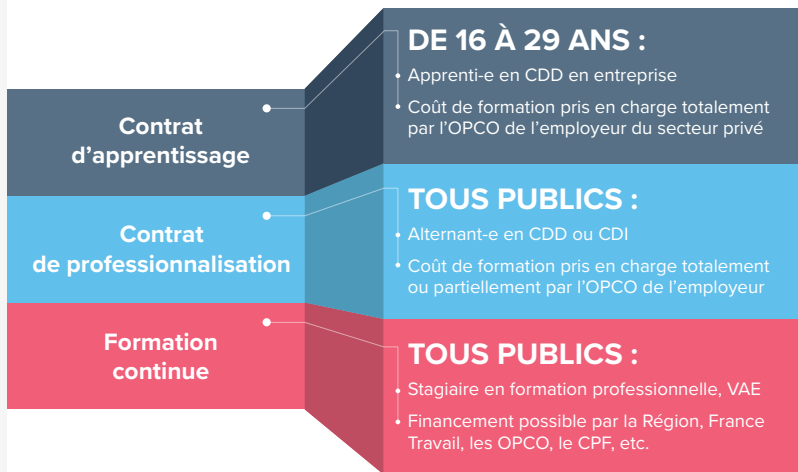 Contrat
d'apprentissage
DE 16 À 29 ANS :
• Apprenti-e en CDD en entreprise
• Coût de formation pris en charge totalement
par l'OPCO de l'employeur du secteur privé
Contrat
de professionnalisation
TOUS PUBLICS :
• Alternant-e en CDD ou CDI
• Coût de formation pris en charge totalement
ou partiellement par l'OPCO de l'employeur
Formation
continue
TOUS PUBLICS :
• Stagiaire en formation professionnelle, VAE
• Financement possible par la Région, France
Travail, les OPCO, le CPF, etc.